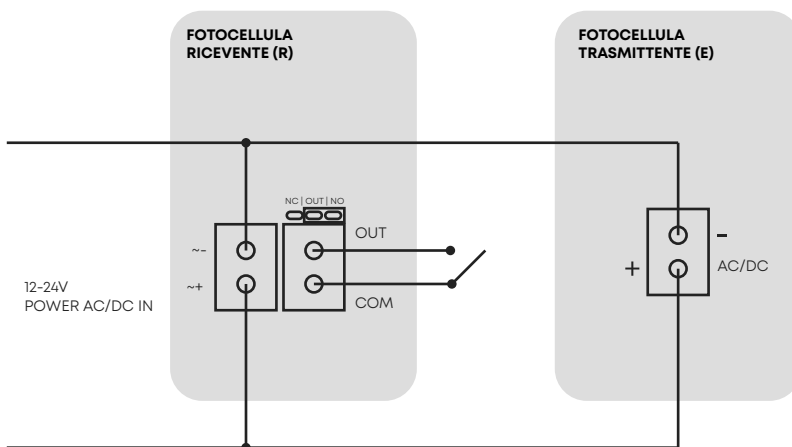 FOTOCELLULA
RICEVENTE (R)
FOTOCELLULA
TRASMITTENTE (E)
NC | OUT | NO
OUT
~-
~+
COM
12-24V
POWER AC/DC IN
-
+
AC/DC